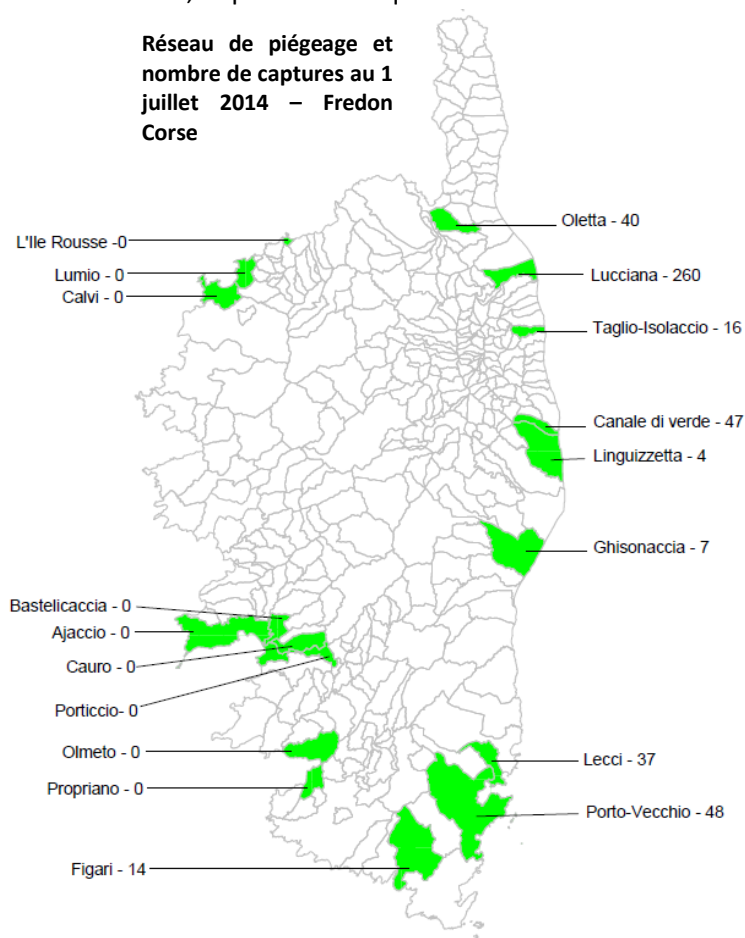 Réseau de piégeage et
nombre de captures au 1
juillet 2014 – Fredon
Corse
Oletta - 40
L'Ile Rousse -0
Lumio - 0
Lucciana - 260
Calvi - 0
Taglio-Isolaccio - 16
Canale di verde - 47
Linguizzetta - 4
Ghisonaccia - 7
Bastelicaccia - 0
Ajaccio - 0
Cauro - 0
Porticcio- 0
Olmeto - 0
Lecci - 37
Propriano - 0
Porto-Vecchio - 48
Figari - 14